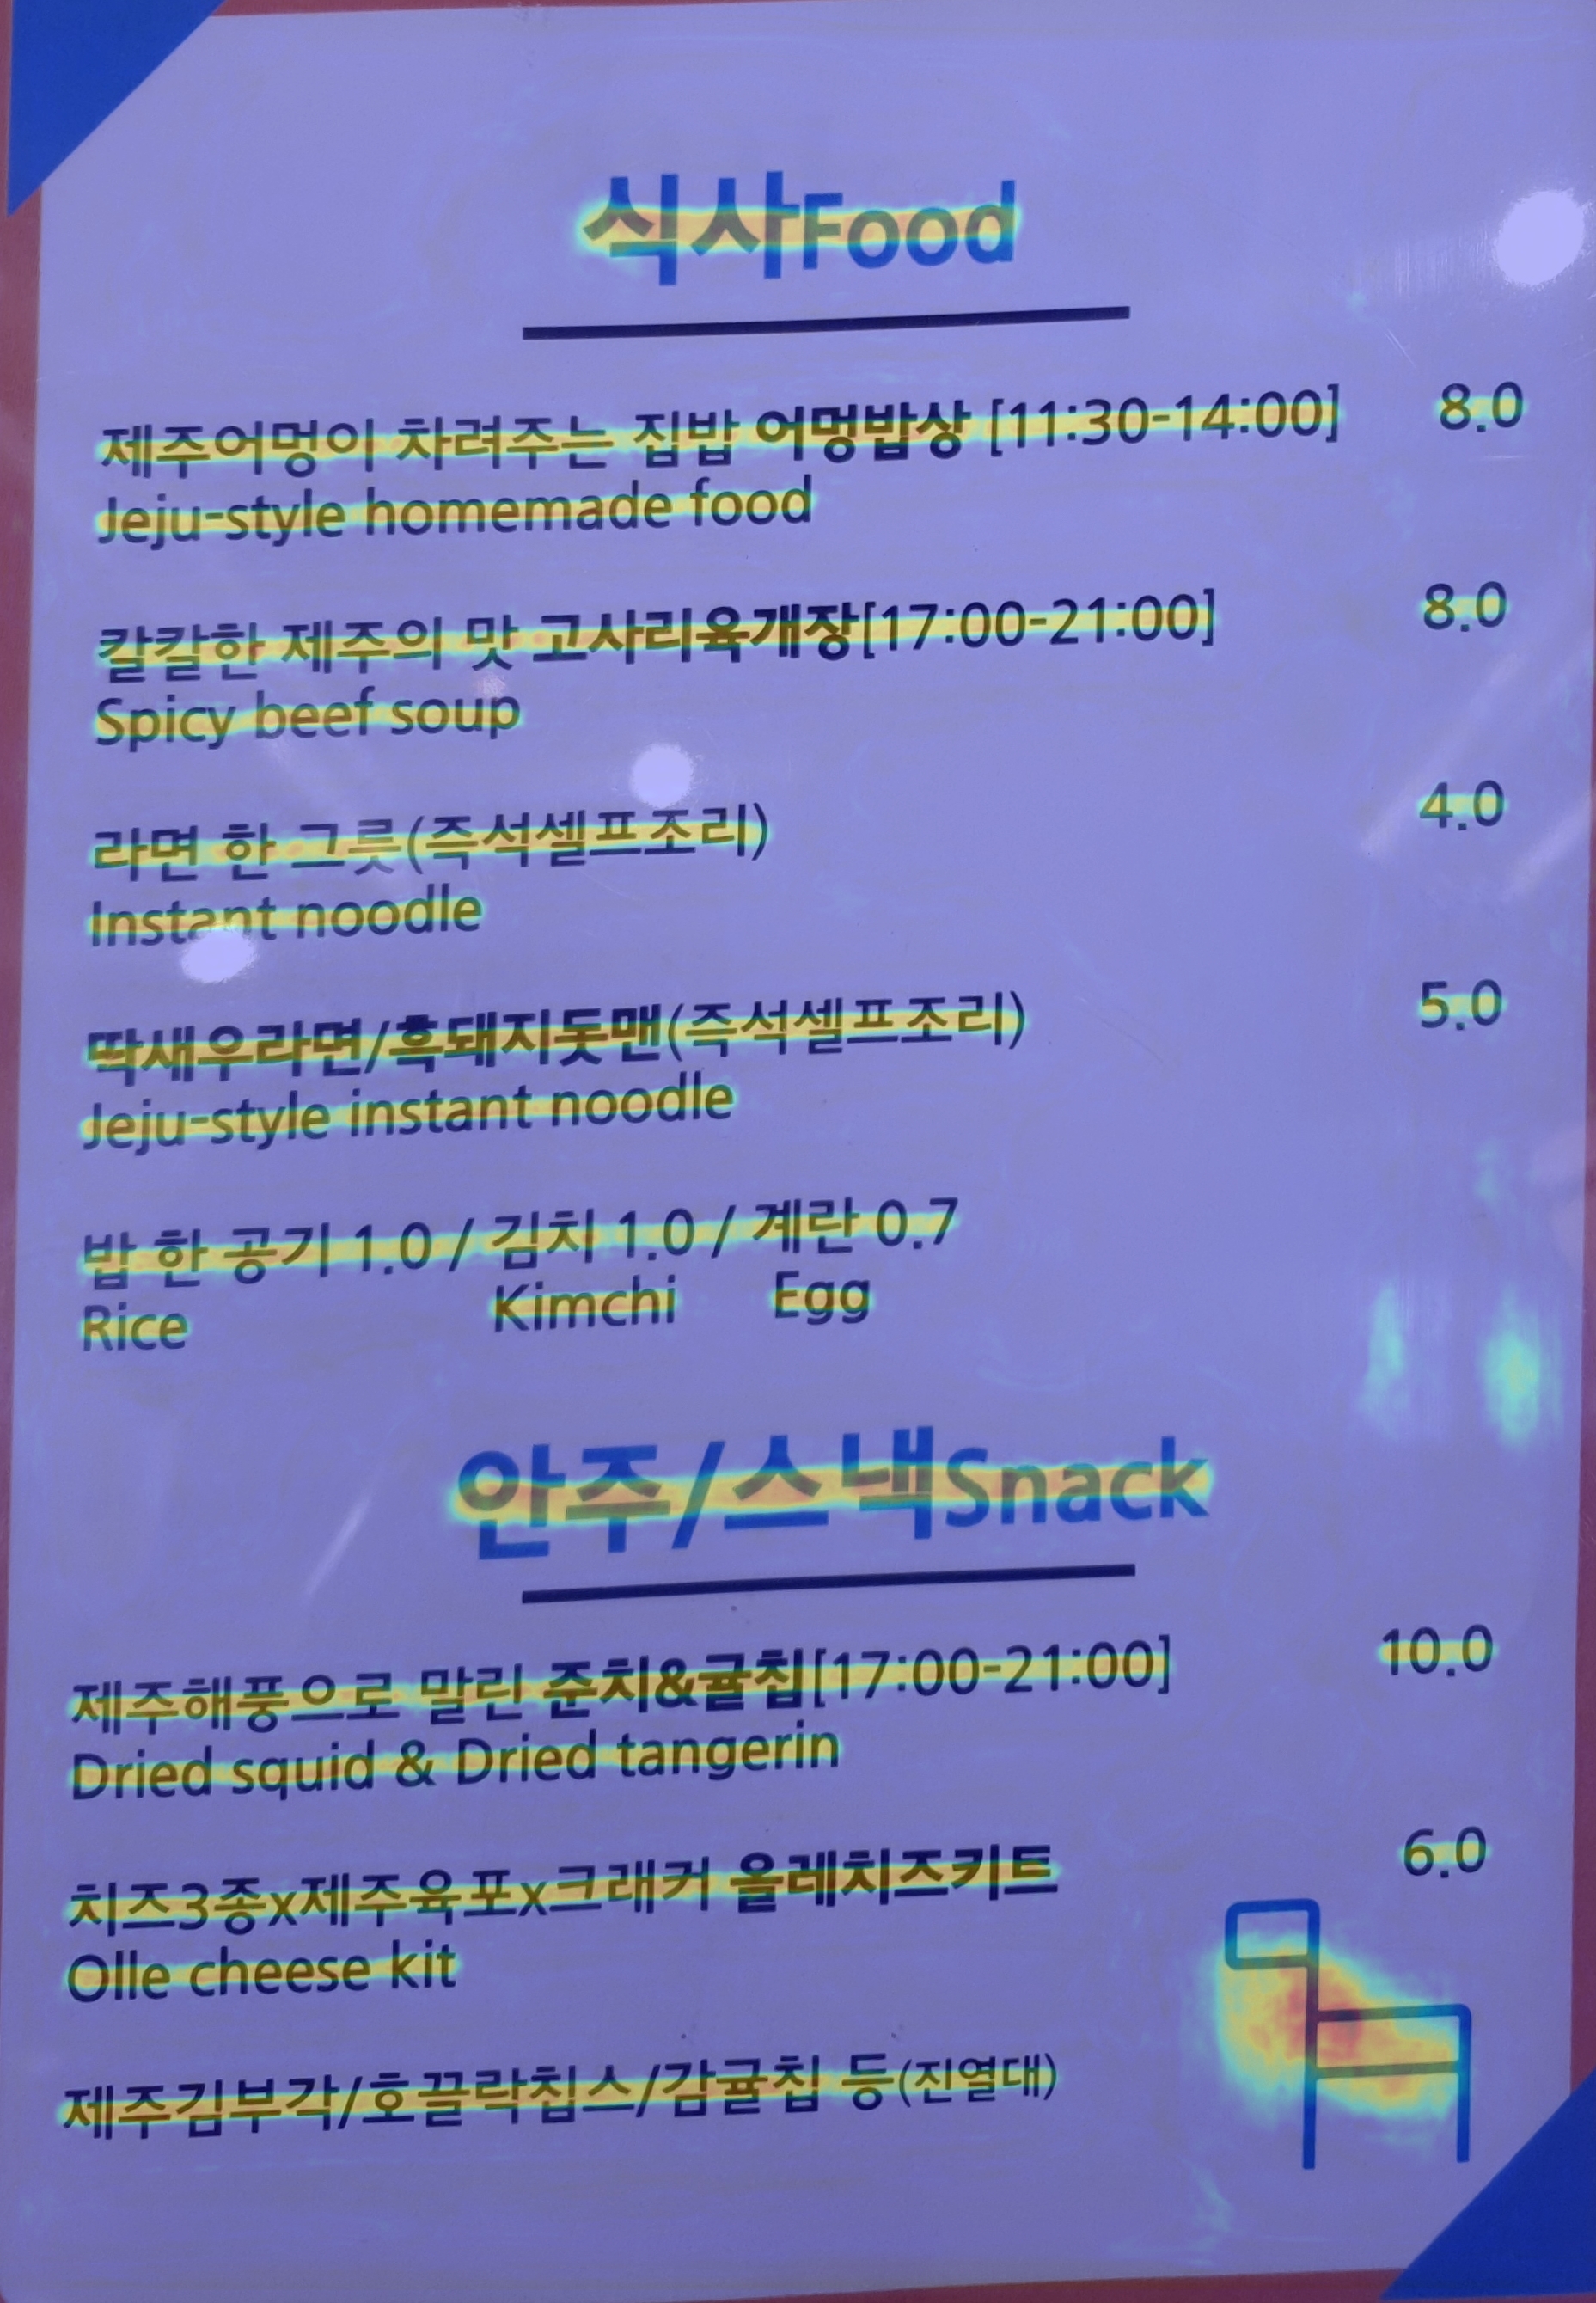 식사Food
제주어멍이 차려주는 집밥 어멍밥상 [11:30-14:00] 8.0
Jeju-style homemade food
칼칼한 제주의 맛 고사리육개장[17:00-21:00] 8.0
Spicy beef soup
라면 한 그릇(즉석셀프조리) 4.0
Instant noodle
딱새우라면/흑돼지돗맨(즉석셀프조리) 5.0
Jeju-style instant noodle
밥 한 공기 1.0 / 김치 1.0 / 계란 0.7
Rice Kimchi Egg
안주/스낵Snack
제주해풍으로 말린 준치&귤칩[17:00-21:00] 10.0
Dried squid & Dried tangerin
치즈3종x제주육포x크래커 올레치즈키트 6.0
Olle cheese kit
제주김부각/호끌락칩스/감귤칩 등(진열대)